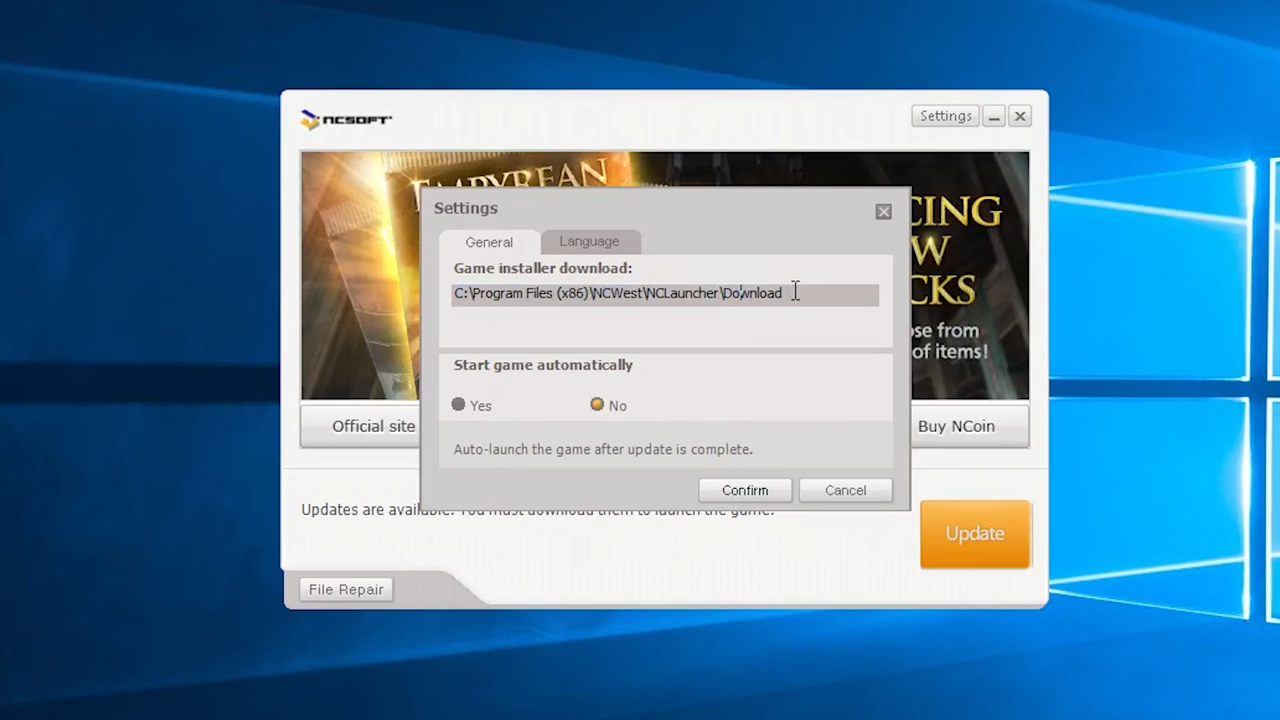 NCSOFT
Settings
EMPYREAN
CING
W
CKS
ose from
of items!
Settings
General
Language
Game installer download:
C:\Program Files (x86)\NCWest\NCLauncher\Download
Start game automatically
Yes
No
Auto-launch the game after update is complete.
Confirm
Cancel
Official site
Buy NCoin
Updates are available. You must download them to launch the game.
Update
File Repair